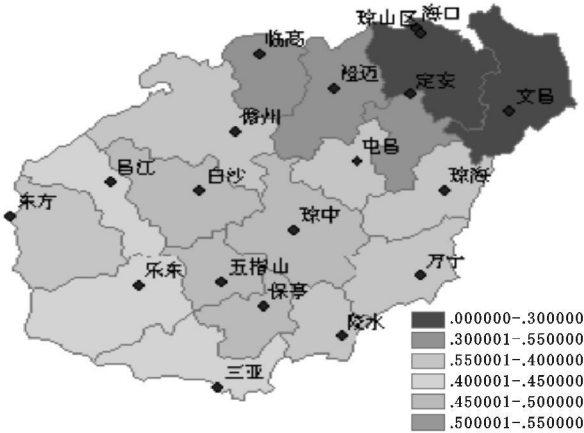 琼山区 海口
临高
澄迈
定安
文昌
儋州
屯昌
昌江
白沙
琼海
东方
琼中
乐东
五指山
万宁
保亭
陵水
三亚
.000000-.300000
.300001-.550000
.550001-.400000
.400001-.450000
.450001-.500000
.500001-.550000